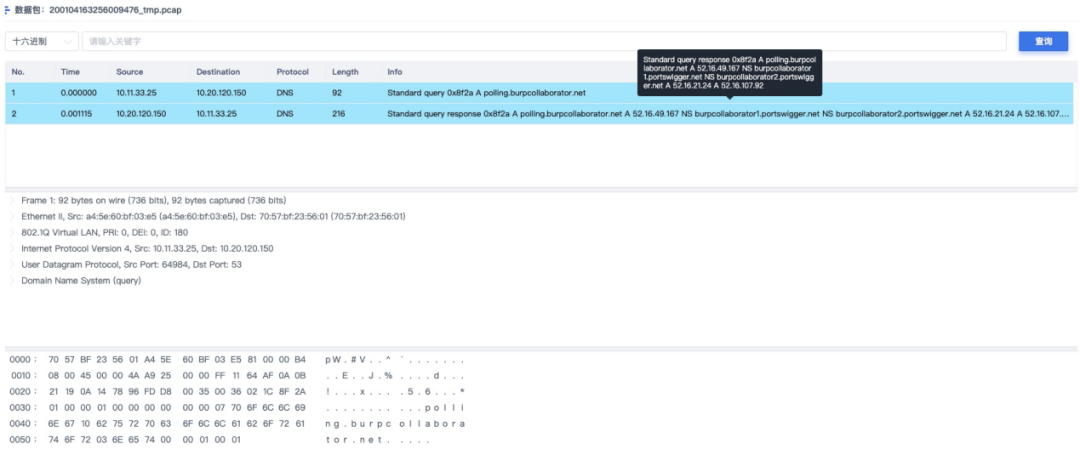 数据包：200104163256009476_tmp.pcap
十六进制 请输入关键字 查询
Standard query response 0x8f2a A polling.burpcol
laborator.net A 52.16.49.167 NS burpcollaborator
1.portswigger.net NS burpcollaborator2.portswigg
er.net A 52.16.21.24 A 52.16.107.92
No. Time Source Destination Protocol Length Info
1 0.000000 10.11.33.25 10.20.120.150 DNS 92 Standard query 0x8f2a A polling.burpcollaborator.net
2 0.001115 10.20.120.150 10.11.33.25 DNS 216 Standard query response 0x8f2a A polling.burpcollaborator.net A 52.16.49.167 NS burpcollaborator1.portswigger.net NS burpcollaborator2.portswigger.net A 52.16.21.24 A 52.16.107....
Frame 1: 92 bytes on wire (736 bits), 92 bytes captured (736 bits)
Ethernet II, Src: a4:5e:60:bf:03:e5 (a4:5e:60:bf:03:e5), Dst: 70:57:bf:23:56:01 (70:57:bf:23:56:01)
802.1Q Virtual LAN, PRI: 0, DEI: 0, ID: 180
Internet Protocol Version 4, Src: 10.11.33.25, Dst: 10.20.120.150
User Datagram Protocol, Src Port: 64984, Dst Port: 53
Domain Name System (query)
0000: 70 57 BF 23 56 01 A4 5E 60 BF 03 E5 81 00 00 B4 pW.#V..^`.......
0010: 08 00 45 00 00 4A A9 25 00 00 FF 11 64 AF 0A 0B ..E..J.%....d...
0020: 21 19 0A 14 78 96 FD D8 00 35 00 36 02 1C 8F 2A !...x....5.6...*
0030: 01 00 00 01 00 00 00 00 00 00 07 70 6F 6C 6C 69 ...........polli
0040: 6E 67 10 62 75 72 70 63 6F 6C 6C 61 62 6F 72 61 ng.burpcollabora
0050: 74 6F 72 03 6E 65 74 00 00 01 00 01 tor.net.....